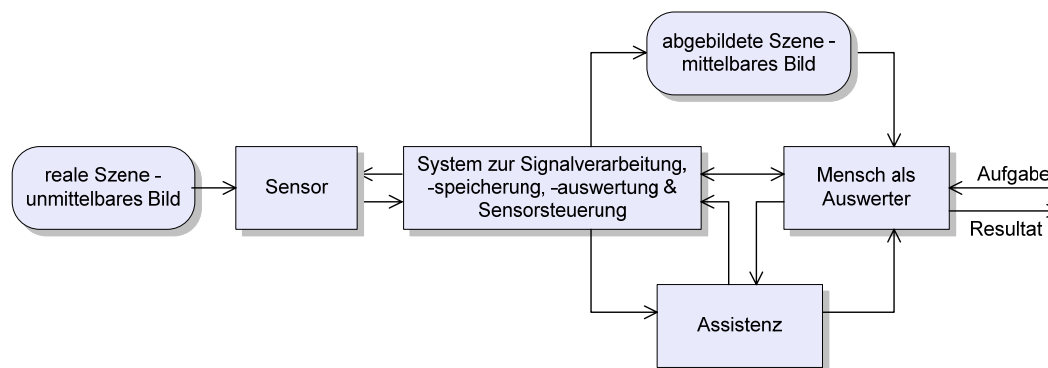 abgebildete Szene -
mittelbares Bild
reale Szene -
unmittelbares Bild
Sensor
System zur Signalverarbeitung,
-speicherung, -auswertung &
Sensorsteuerung
Mensch als
Auswerter
Aufgabe
Resultat
Assistenz